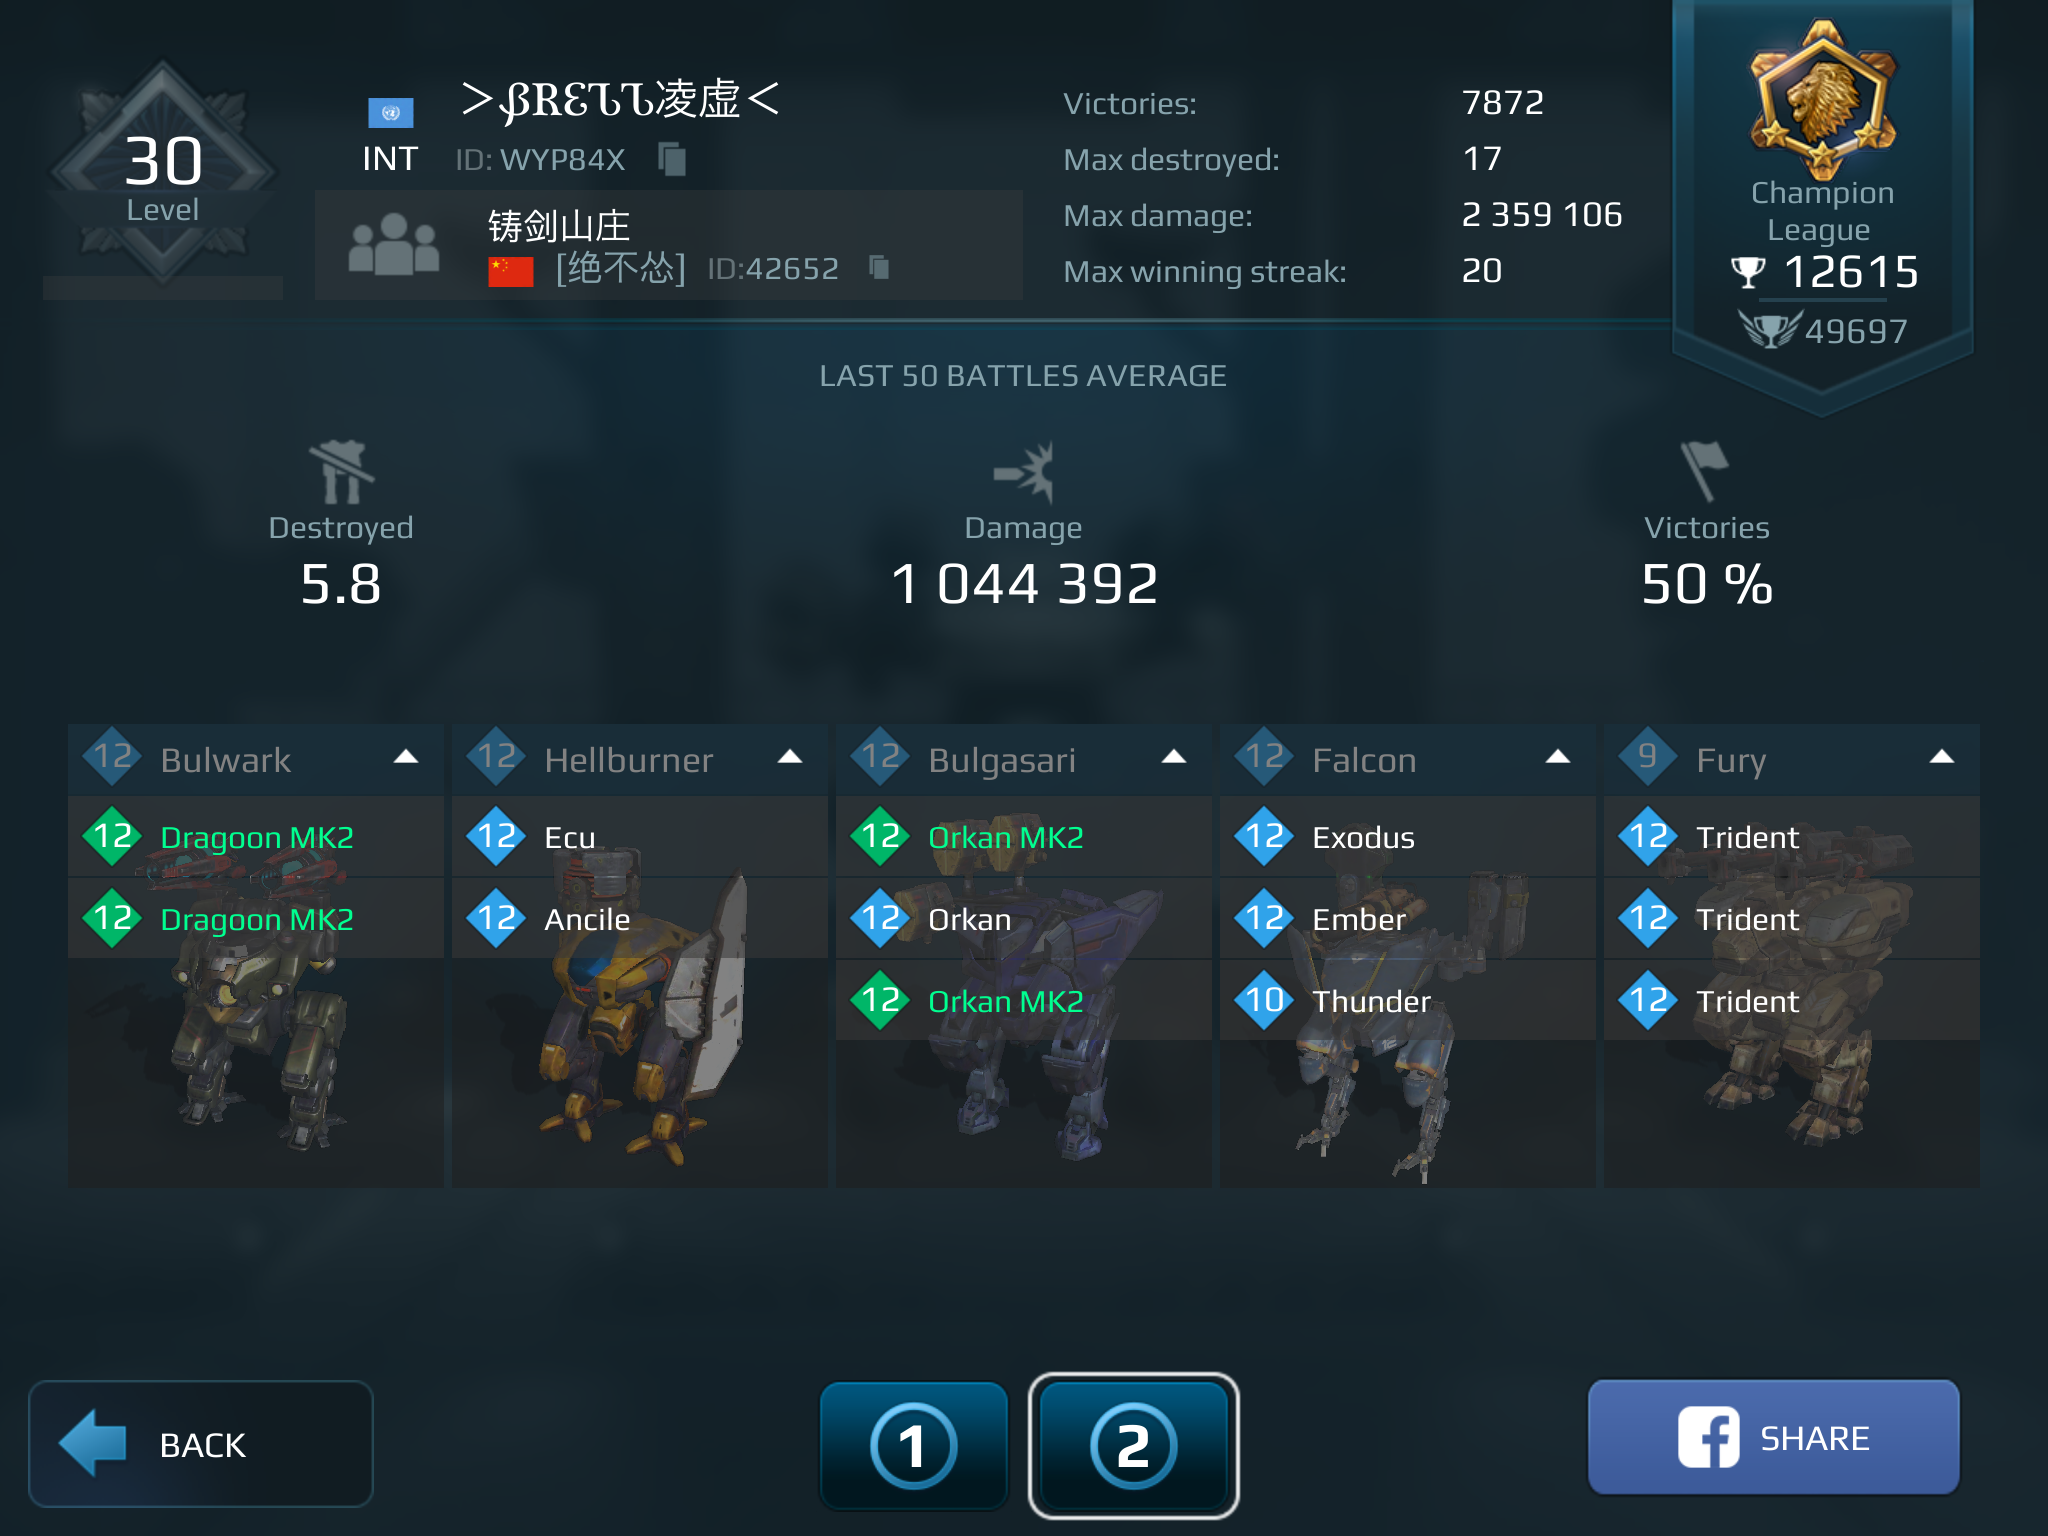 30
Level
INT
>ꞵRƐƪƪ凌虚<
ID: WYP84X
铸剑山庄
[绝不怂] ID:42652
Victories: 7872
Max destroyed: 17
Max damage: 2 359 106
Max winning streak: 20
Champion
League
12615
49697
LAST 50 BATTLES AVERAGE
Destroyed
5.8
Damage
1 044 392
Victories
50 %
12 Bulwark
12 Dragoon MK2
12 Dragoon MK2
12 Hellburner
12 Ecu
12 Ancile
12 Bulgasari
12 Orkan MK2
12 Orkan
12 Orkan MK2
12 Falcon
12 Exodus
12 Ember
10 Thunder
9 Fury
12 Trident
12 Trident
12 Trident
BACK
1
2
SHARE